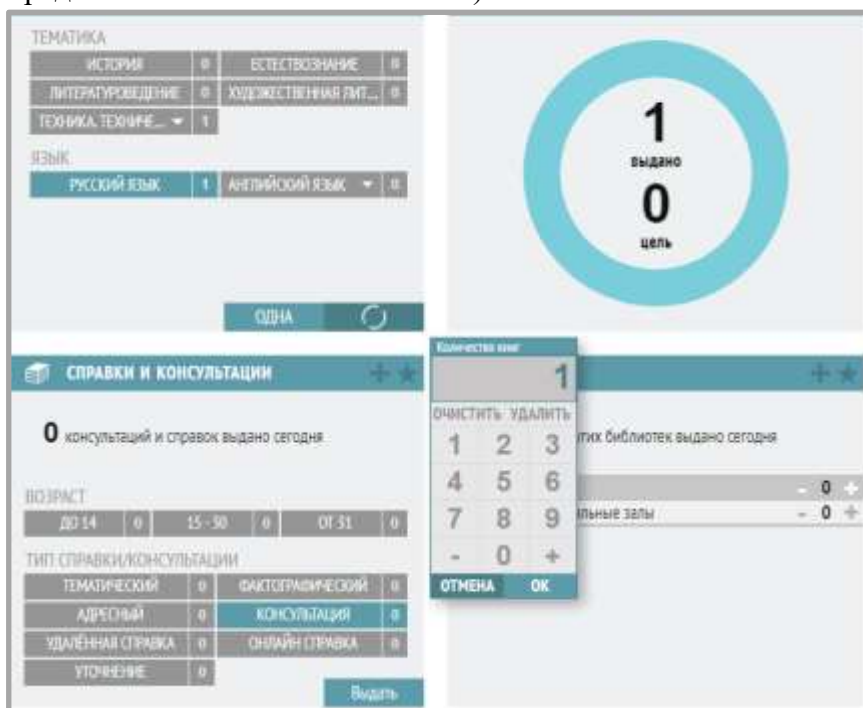 ТЕМАТИКА
ИСТОРИЯ 0 ЕСТЕСТВОЗНАНИЕ 0
ЛИТЕРАТУРОВЕДЕНИЕ 0 ХУДОЖЕСТВЕННАЯ ЛИТ... 0
ТЕХНИКА. ТЕХНИЧЕ... 1
ЯЗЫК
РУССКИЙ ЯЗЫК 1 АНГЛИЙСКИЙ ЯЗЫК 0
ОДНА
1
выдано
0
цель
СПРАВКИ И КОНСУЛЬТАЦИИ
0 консультаций и справок выдано сегодня
ВОЗРАСТ
ДО 14 0 15 - 30 0 ОТ 31 0
ТИП СПРАВКИ/КОНСУЛЬТАЦИИ
ТЕМАТИЧЕСКИЙ 0 ФАКТОГРАФИЧЕСКИЙ 0
АДРЕСНЫЙ 0 КОНСУЛЬТАЦИЯ 0
УДАЛЁННАЯ СПРАВКА 0 ОНЛАЙН СПРАВКА 0
УТОЧНЕНИЕ 0
Выдать
Количество книг
1
ОЧИСТИТЬ УДАЛИТЬ
1 2 3
4 5 6
7 8 9
- 0 +
ОТМЕНА ОК
библиотек выдано сегодня
- 0 +
залы - 0 +